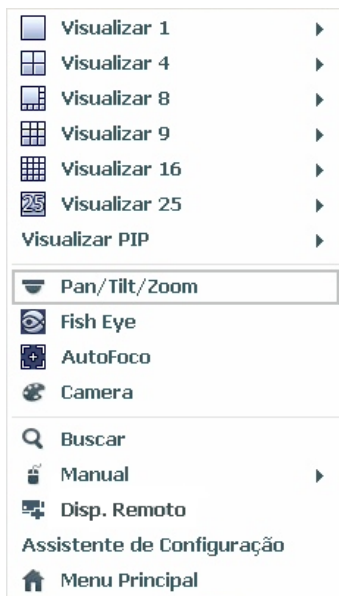 Visualizar 1
Visualizar 4
Visualizar 8
Visualizar 9
Visualizar 16
25 Visualizar 25
Visualizar PIP
Pan/Tilt/Zoom
Fish Eye
AutoFoco
Camera
Buscar
Manual
Disp. Remoto
Assistente de Configuração
Menu Principal